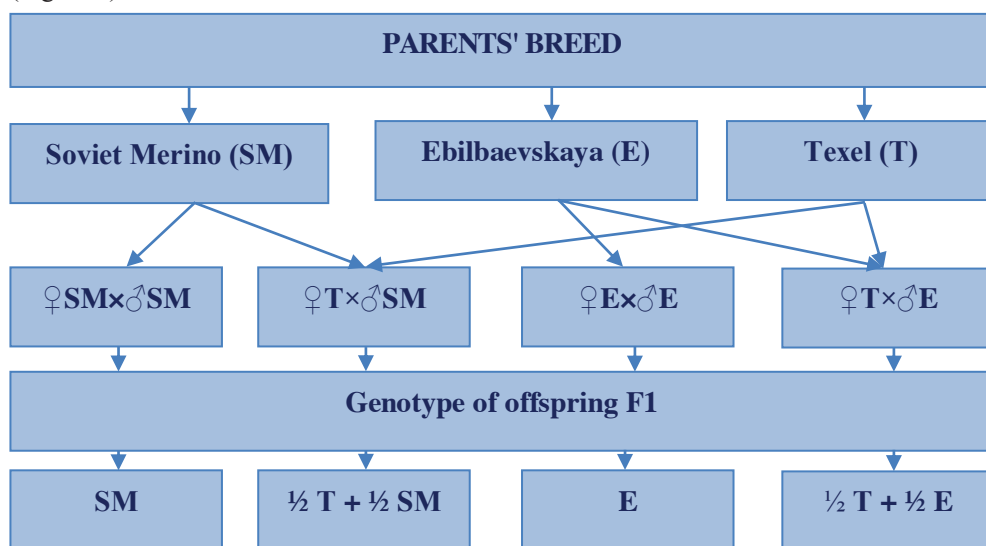 PARENTS' BREED
Soviet Merino (SM)
Ebilbaevskaya (E)
Texel (T)
♀SM×♂SM
♀T×♂SM
♀E×♂E
♀T×♂E
Genotype of offspring F1
SM
½ T + ½ SM
E
½ T + ½ E